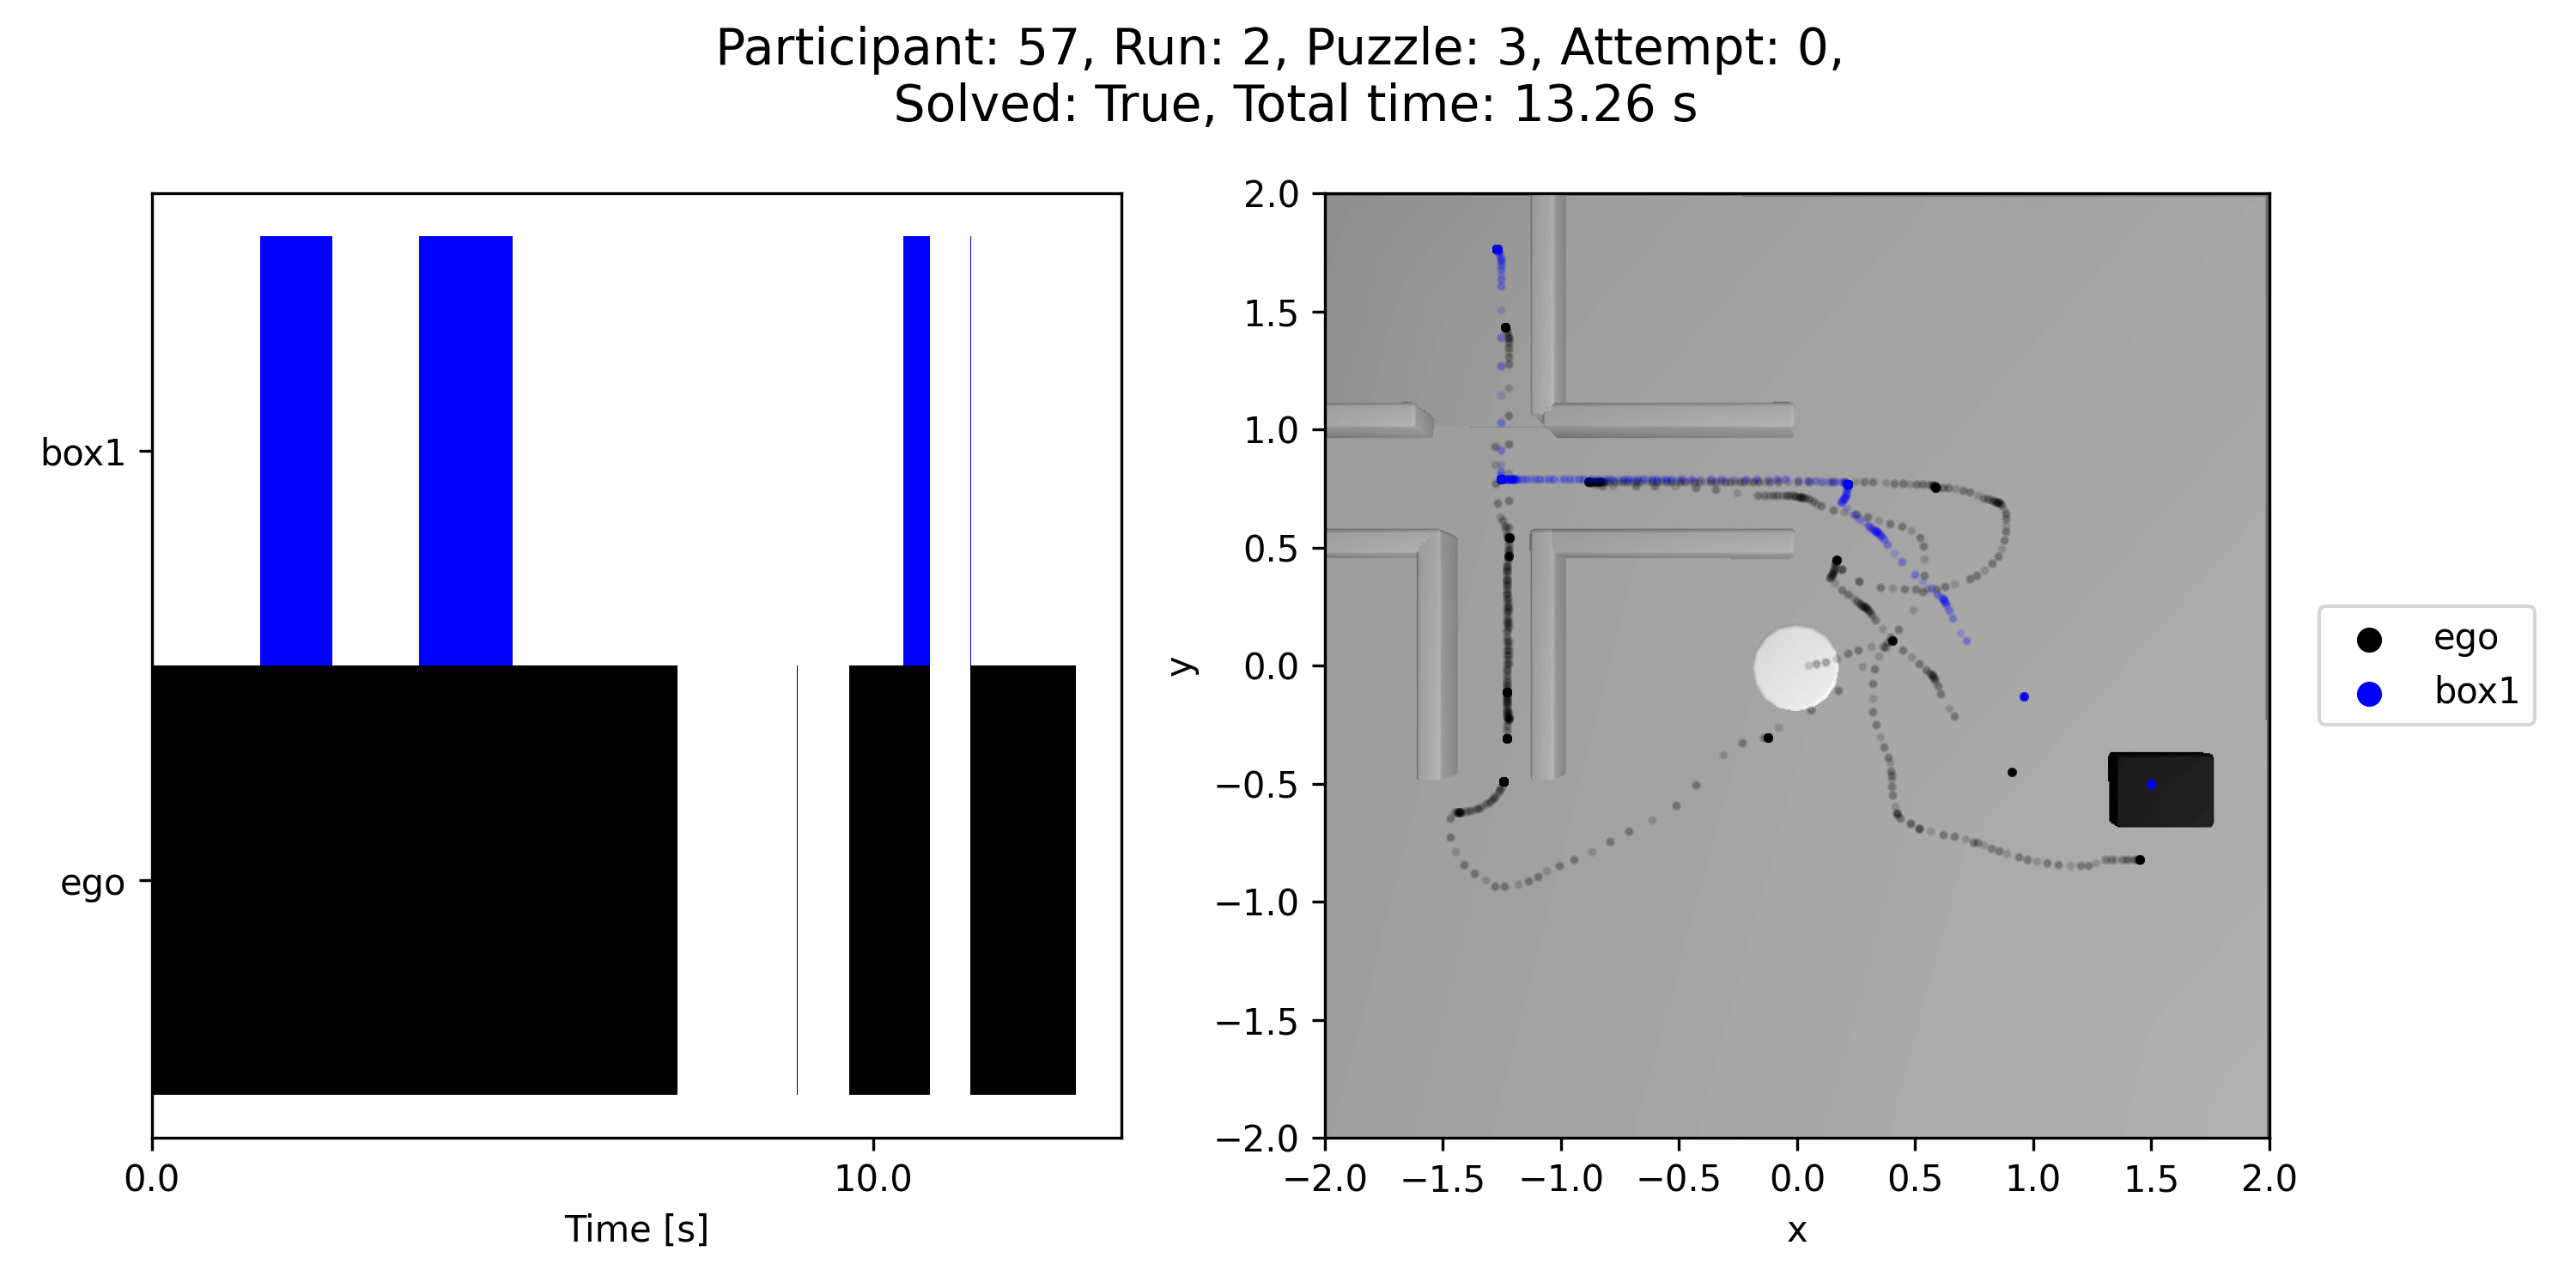 Participant: 57, Run: 2, Puzzle: 3, Attempt: 0,
Solved: True, Total time: 13.26 s
box1
ego
0.0
10.0
Time [s]
2.0
1.5
1.0
0.5
0.0
−0.5
−1.0
−1.5
−2.0
y
−2.0
−1.5
−1.0
−0.5
0.0
0.5
1.0
1.5
2.0
x
ego
box1